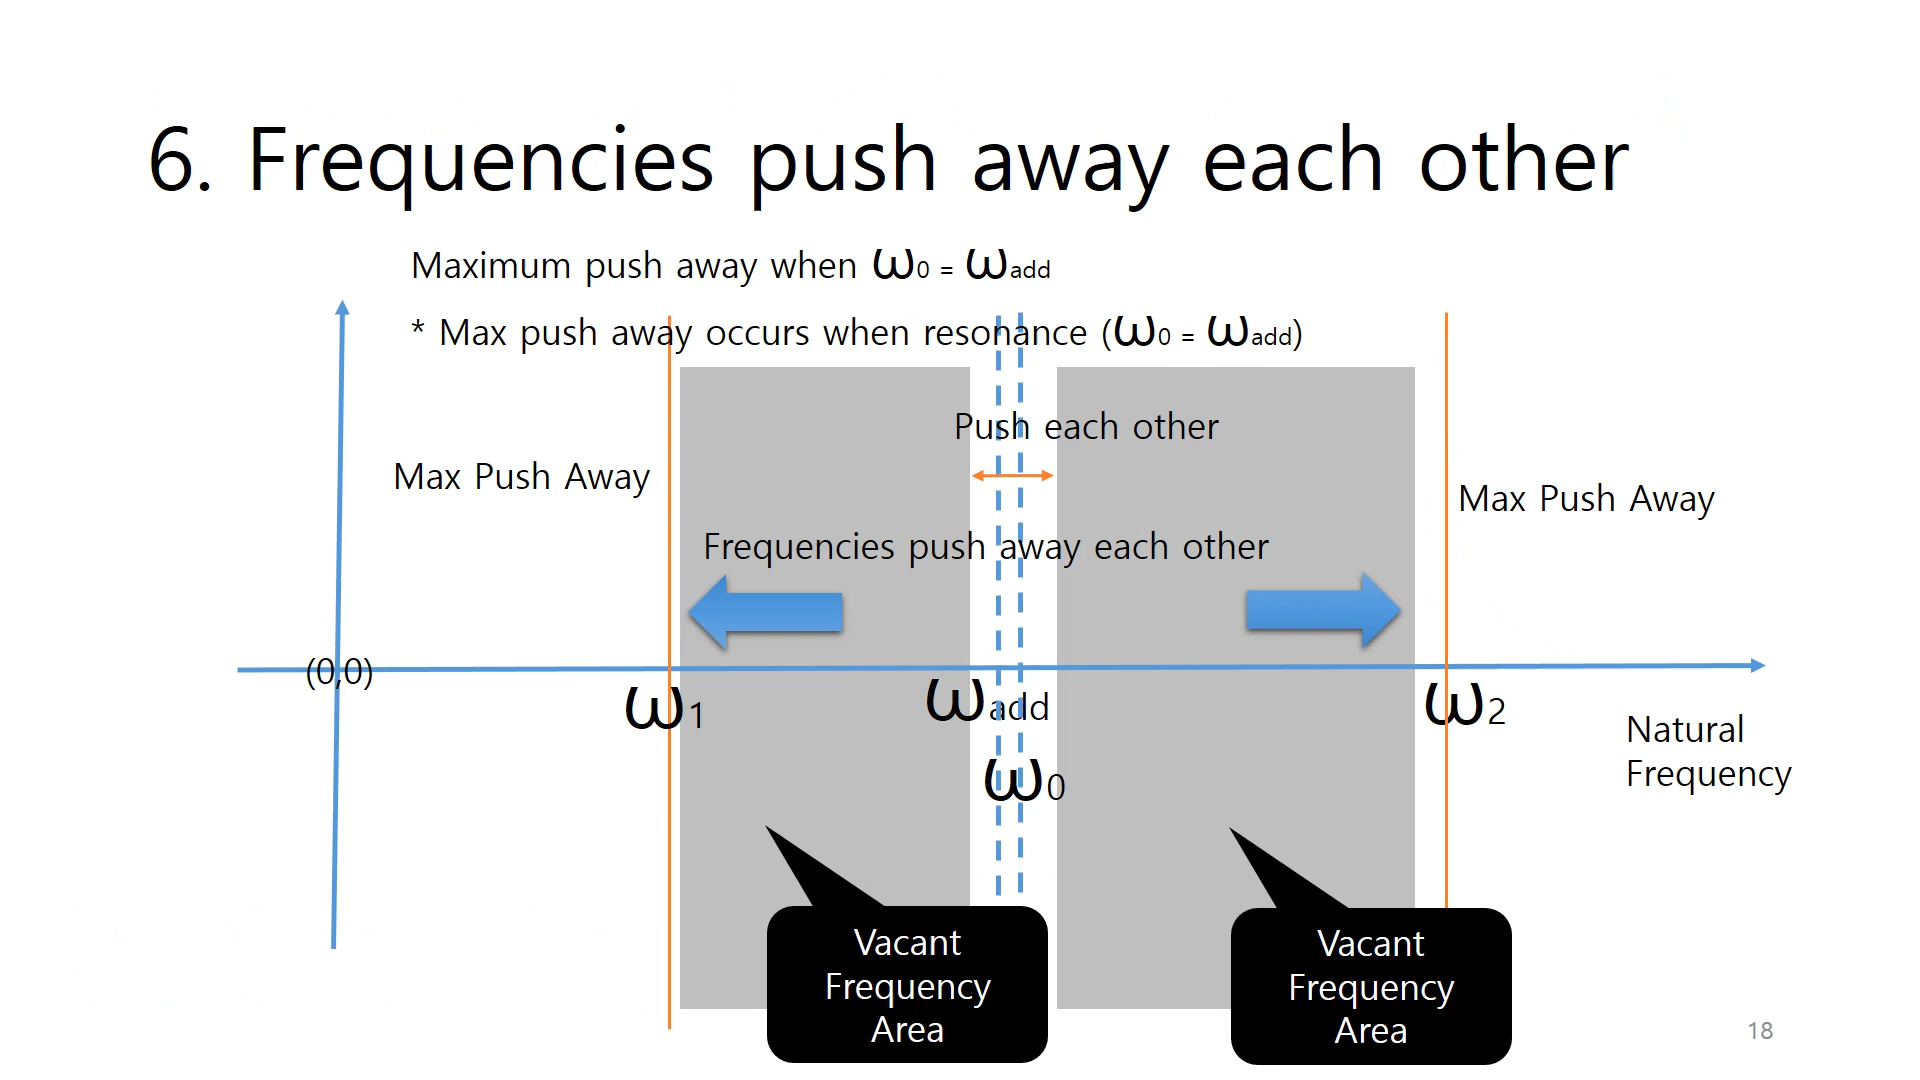 6. Frequencies push away each other
Maximum push away when ω0 = ωadd
* Max push away occurs when resonance (ω0 = ωadd)
Push each other
Max Push Away
Max Push Away
Frequencies push away each other
(0,0)
ω1
ωadd
ω2
Natural
Frequency
ω0
Vacant
Frequency
Area
Vacant
Frequency
Area
18